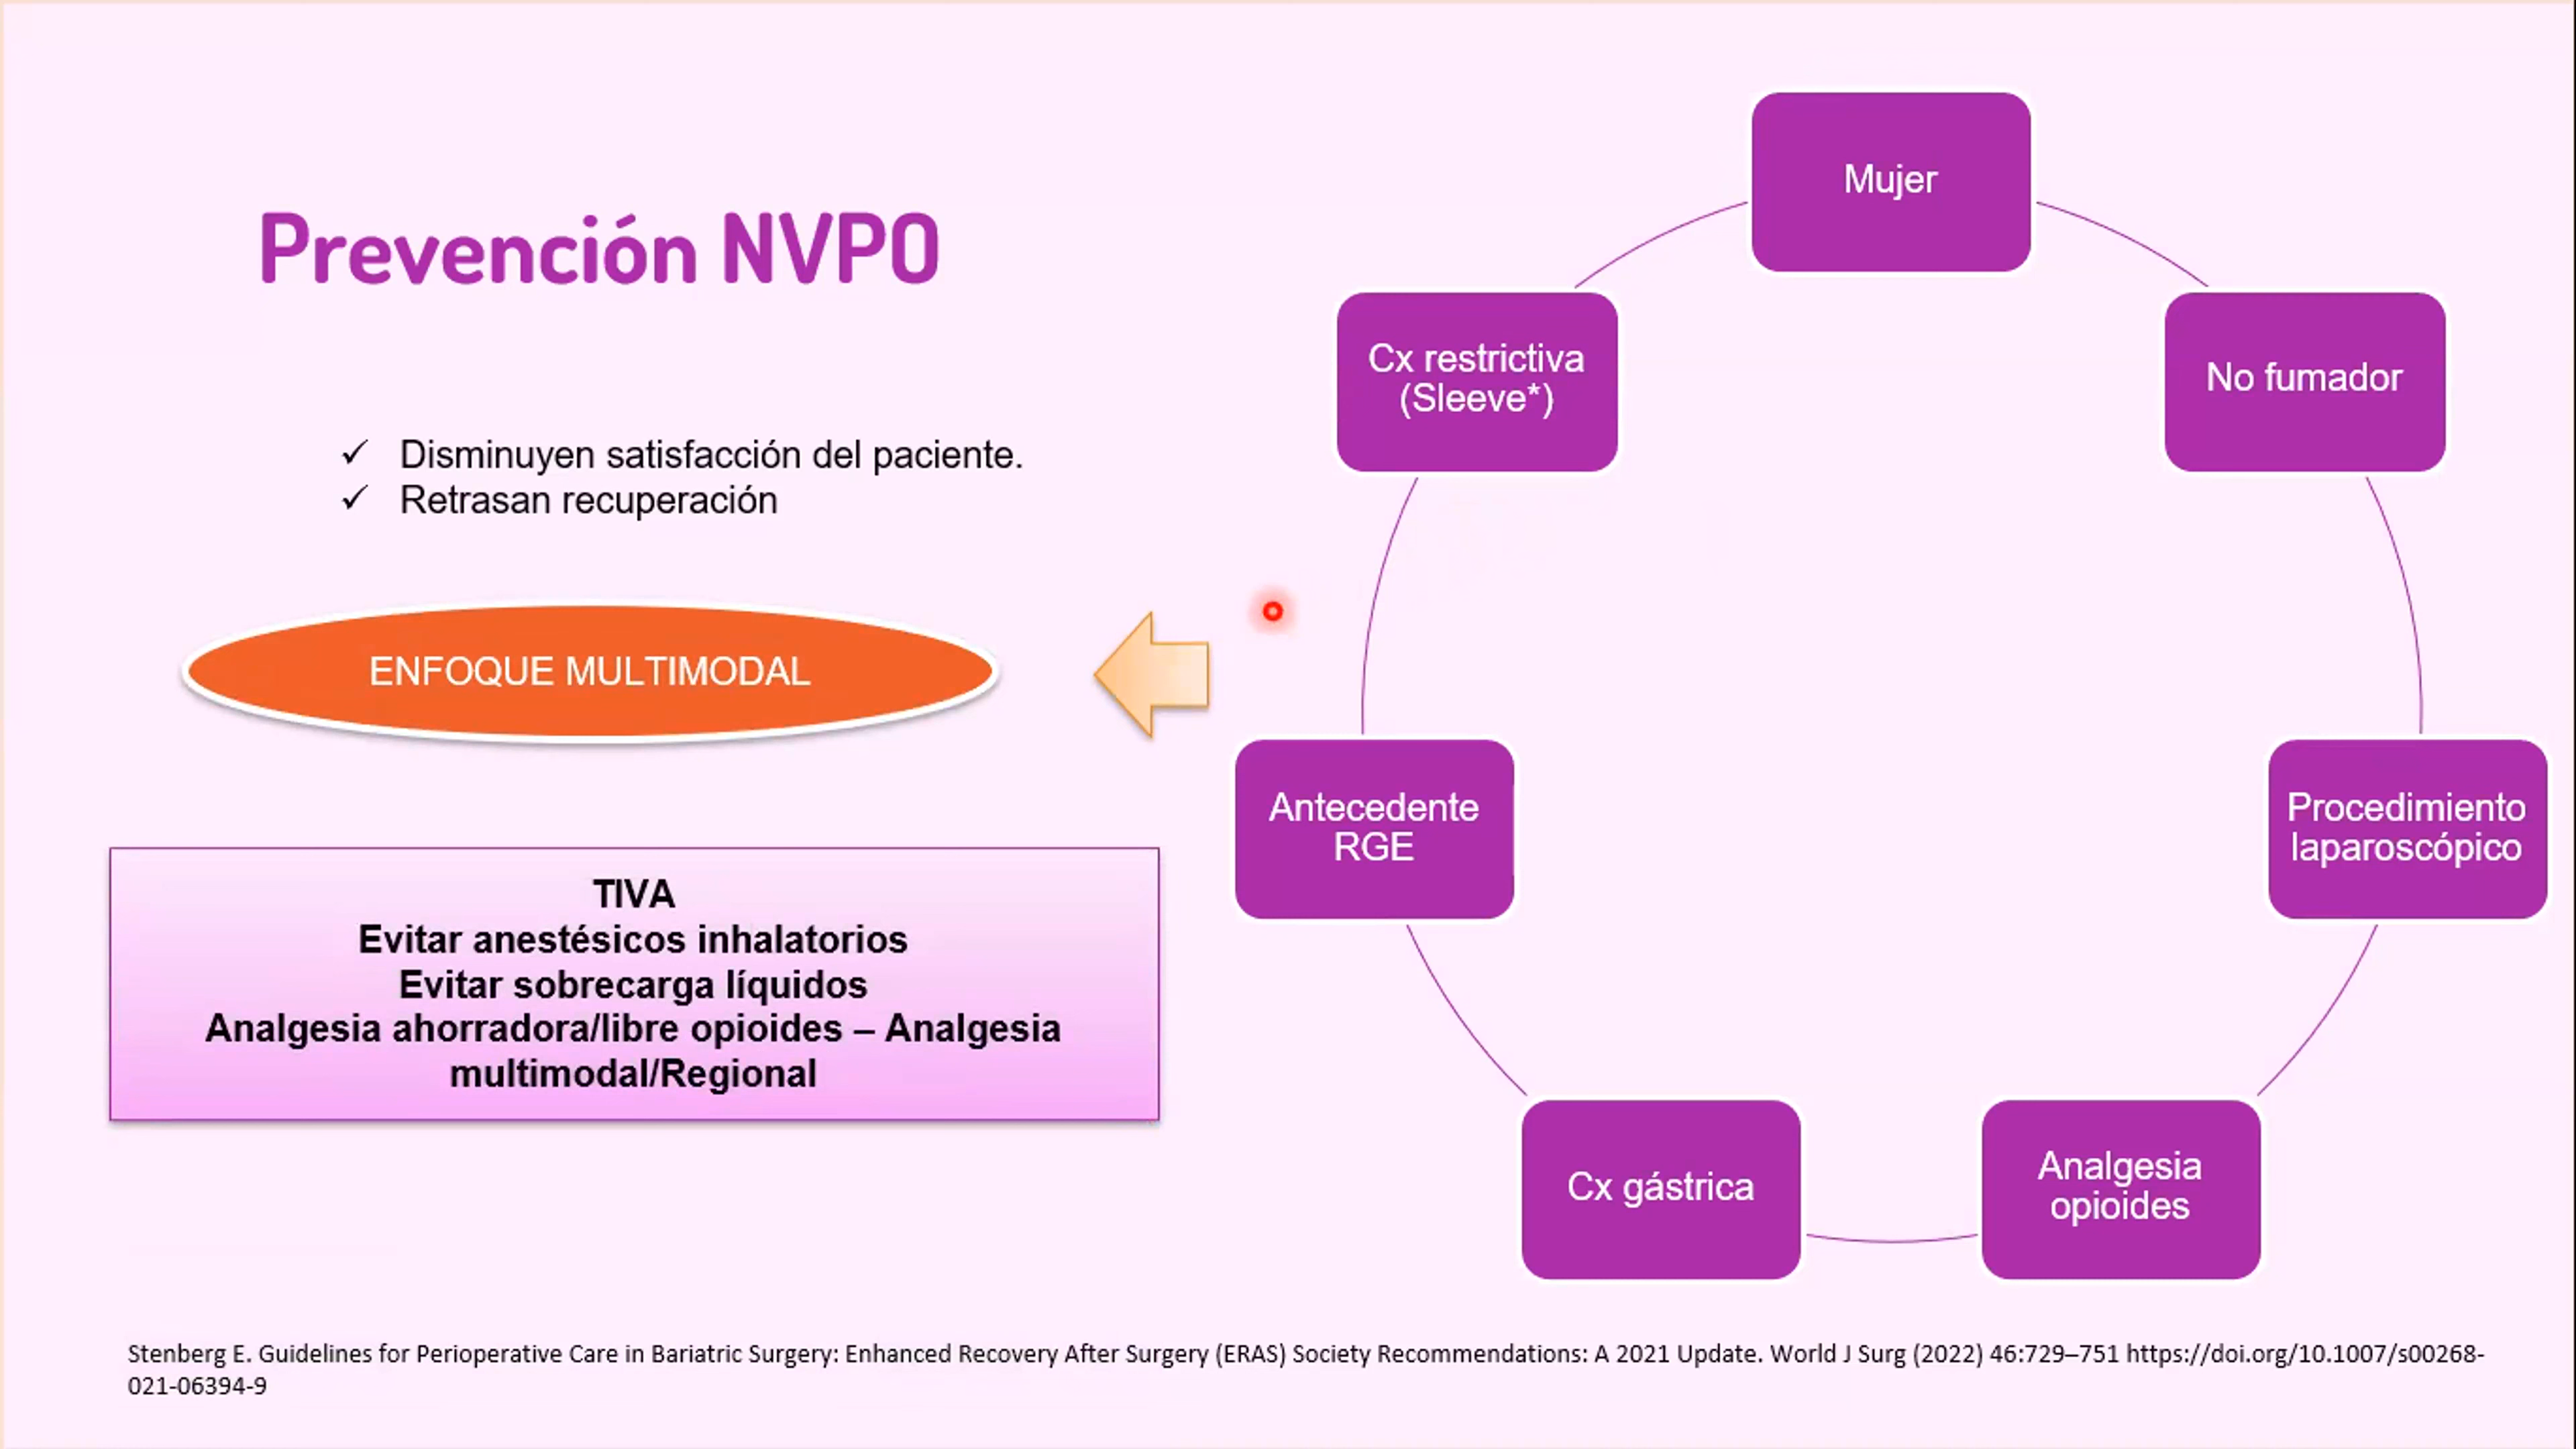 Prevención NVPO
Disminuyen satisfacción del paciente.
Retrasan recuperación
ENFOQUE MULTIMODAL
TIVA
Evitar anestésicos inhalatorios
Evitar sobrecarga líquidos
Analgesia ahorradora/libre opioides – Analgesia
multimodal/Regional
Mujer
No fumador
Procedimiento
laparoscópico
Analgesia
opioides
Cx gástrica
Antecedente
RGE
Cx restrictiva
(Sleeve*)
Stenberg E. Guidelines for Perioperative Care in Bariatric Surgery: Enhanced Recovery After Surgery (ERAS) Society Recommendations: A 2021 Update. World J Surg (2022) 46:729–751 https://doi.org/10.1007/s00268-
021-06394-9